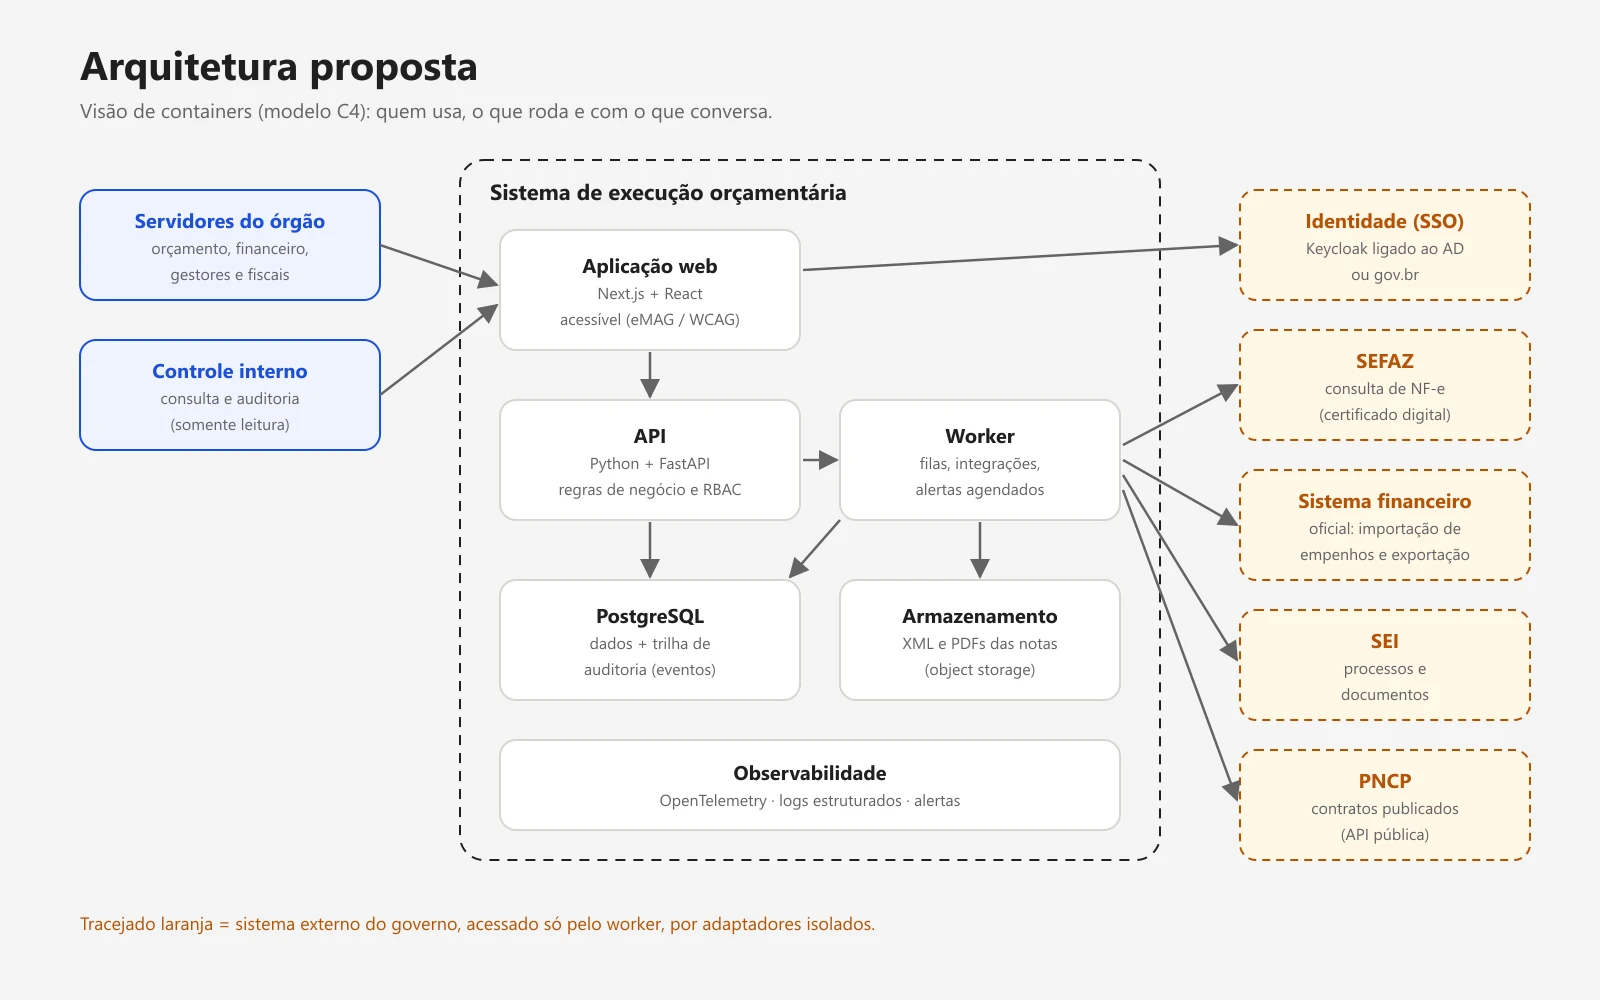 Arquitetura proposta
Visão de containers (modelo C4): quem usa, o que roda e com o que conversa.
Servidores do órgão
orçamento, financeiro,
gestores e fiscais
Controle interno
consulta e auditoria
(somente leitura)
Sistema de execução orçamentária
Aplicação web
Next.js + React
acessível (eMAG / WCAG)
API
Python + FastAPI
regras de negócio e RBAC
Worker
filas, integrações,
alertas agendados
PostgreSQL
dados + trilha de
auditoria (eventos)
Armazenamento
XML e PDFs das notas
(object storage)
Observabilidade
OpenTelemetry · logs estruturados · alertas
Identidade (SSO)
Keycloak ligado ao AD
ou gov.br
SEFAZ
consulta de NF-e
(certificado digital)
Sistema financeiro
oficial: importação de
empenhos e exportação
SEI
processos e
documentos
PNCP
contratos publicados
(API pública)
Tracejado laranja = sistema externo do governo, acessado só pelo worker, por adaptadores isolados.